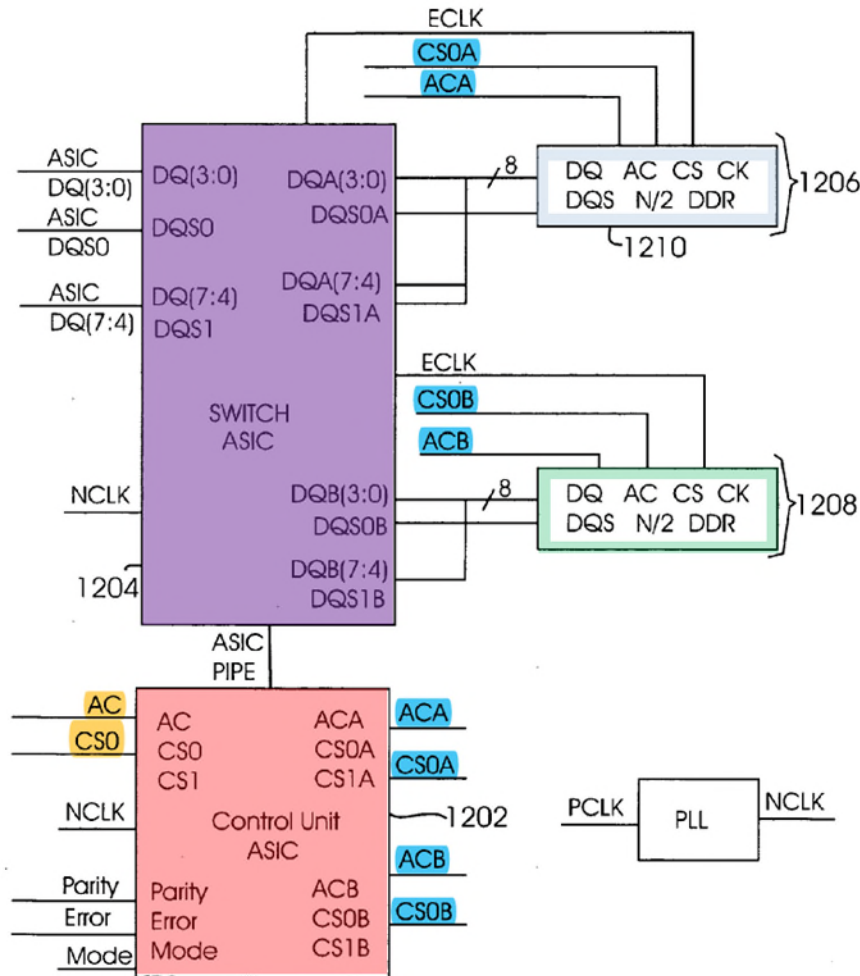 ECLK
CS0A
ACA
ASIC
DQ(3:0)
ASIC
DQS0
ASIC
DQ(7:4)
DQ(3:0)
DQS0
DQ(7:4)
DQS1
DQA(3:0)
DQS0A
DQA(7:4)
DQS1A
8
DQ AC CS CK
DQS N/2 DDR
1206
1210
ECLK
CS0B
ACB
SWITCH
ASIC
NCLK
1204
DQB(3:0)
DQS0B
DQB(7:4)
DQS1B
8
DQ AC CS CK
DQS N/2 DDR
1208
ASIC
PIPE
AC
CS0
NCLK
Parity
Error
Mode
AC
CS0
CS1
ACA
CS0A
CS1A
Control Unit
ASIC
Parity
Error
Mode
ACB
CS0B
CS1B
ACA
CS0A
1202
ACB
CS0B
PCLK
PLL
NCLK